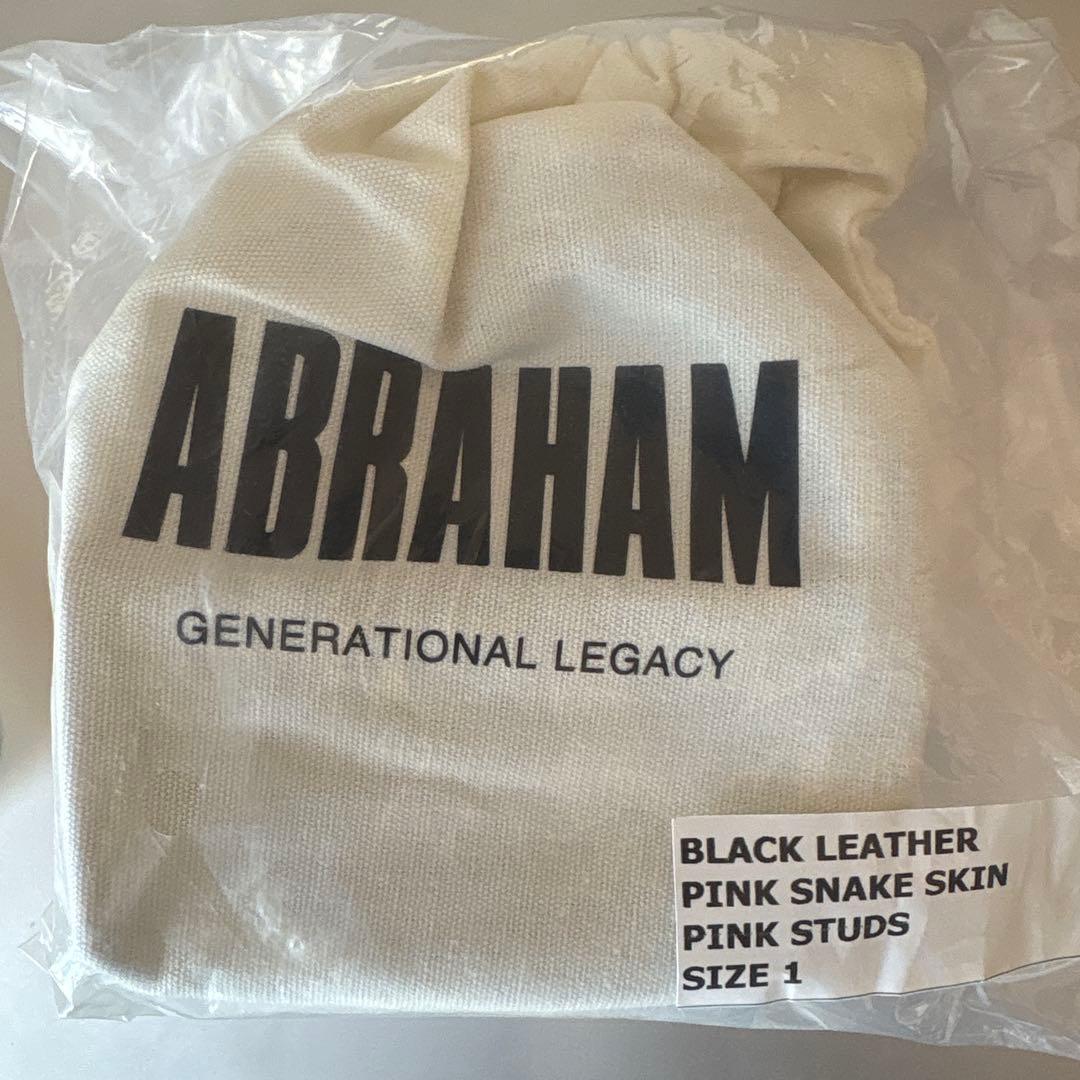 ABRAHAM
GENERATIONAL LEGACY
BLACK LEATHER
PINK SNAKE SKIN
PINK STUDS
SIZE 1